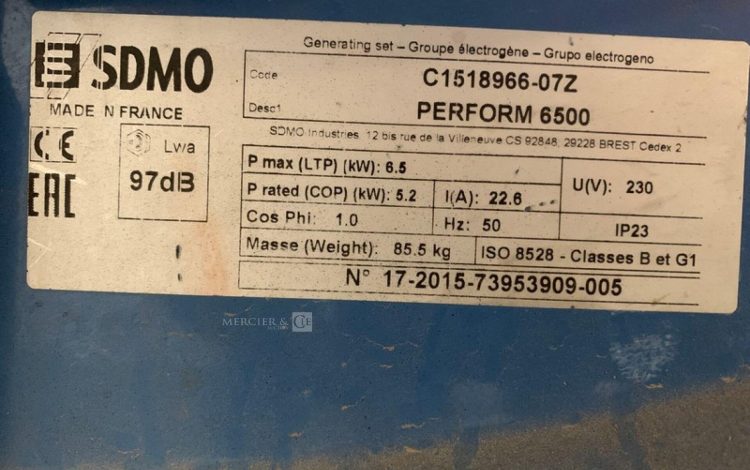 SDMO
MADE IN FRANCE
CE
EAC
Lwa
97dB
Generating set – Groupe électrogène – Grupo electrogeno
Code C1518966-07Z
Desc1 PERFORM 6500
SDMO Industries, 12 bis rue de la Villeneuve CS 92848, 29228 BREST Cedex 2
P max (LTP) (kW): 6.5
P rated (COP) (kW): 5.2 I(A): 22.6 U(V): 230
Cos Phi: 1.0 Hz: 50 IP23
Masse (Weight): 85.5 kg ISO 8528 - Classes B et G1
N° 17-2015-73953909-005
MERCIER & CIE